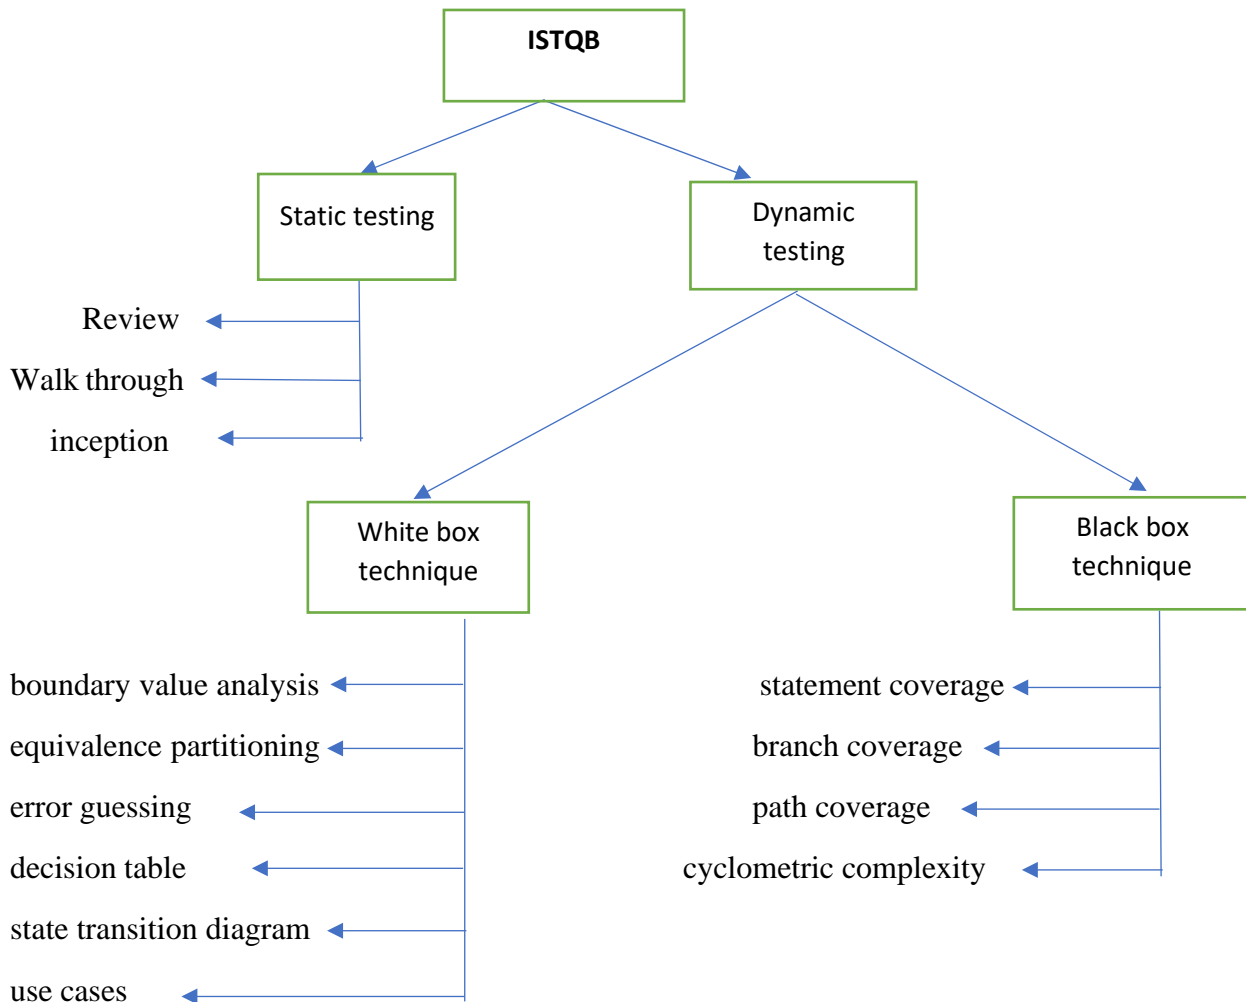 ISTQB
Static testing
Dynamic
testing
Review
Walk through
inception
White box
technique
Black box
technique
boundary value analysis
equivalence partitioning
error guessing
decision table
state transition diagram
use cases
statement coverage
branch coverage
path coverage
cyclometric complexity